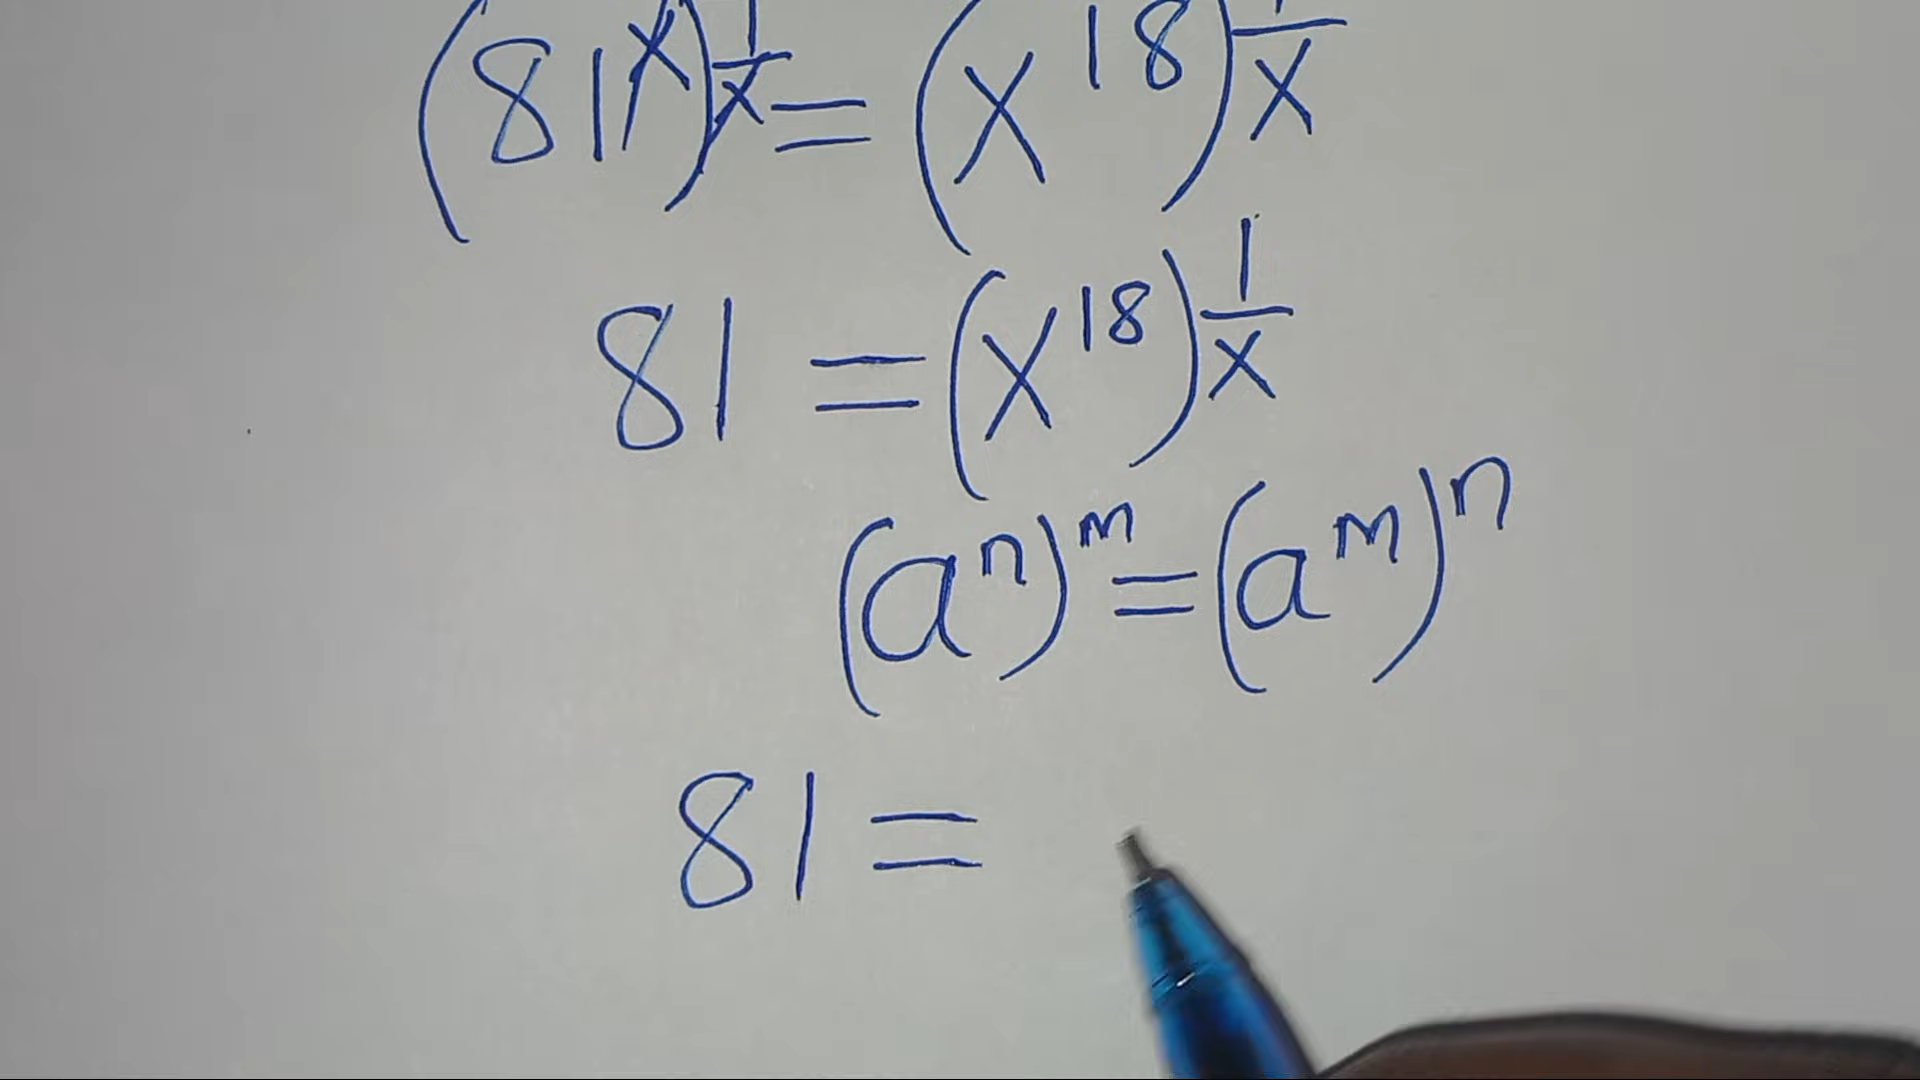 (81^x)^(1/x) = (x^18)^(1/x)
81 = (x^18)^(1/x)
(a^n)^m = (a^m)^n
81 =